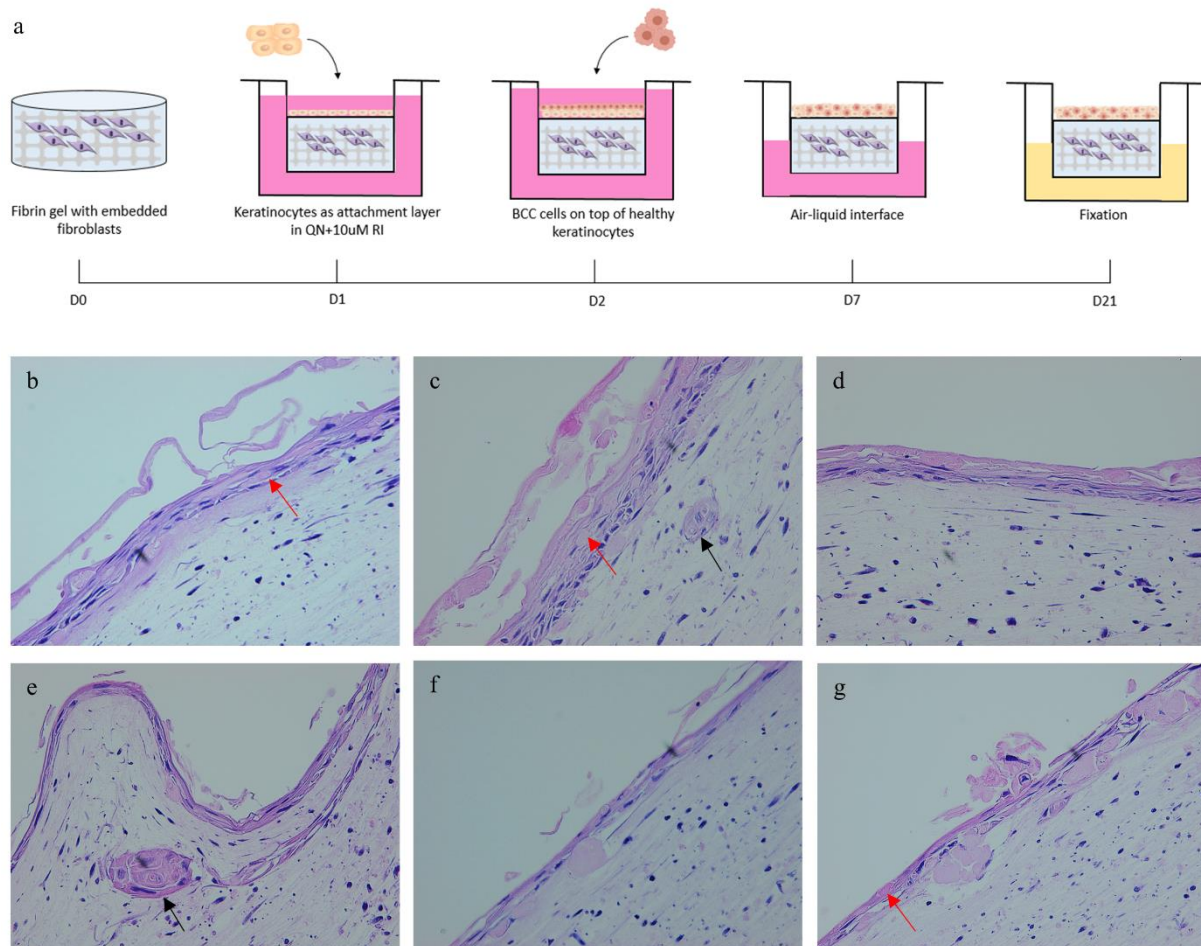 a
Fibrin gel with embedded
fibroblasts
Keratinocytes as attachment layer
in QN+10uM RI
BCC cells on top of healthy
keratinocytes
Air-liquid interface
Fixation
D0
D1
D2
D7
D21
b
c
d
e
f
g